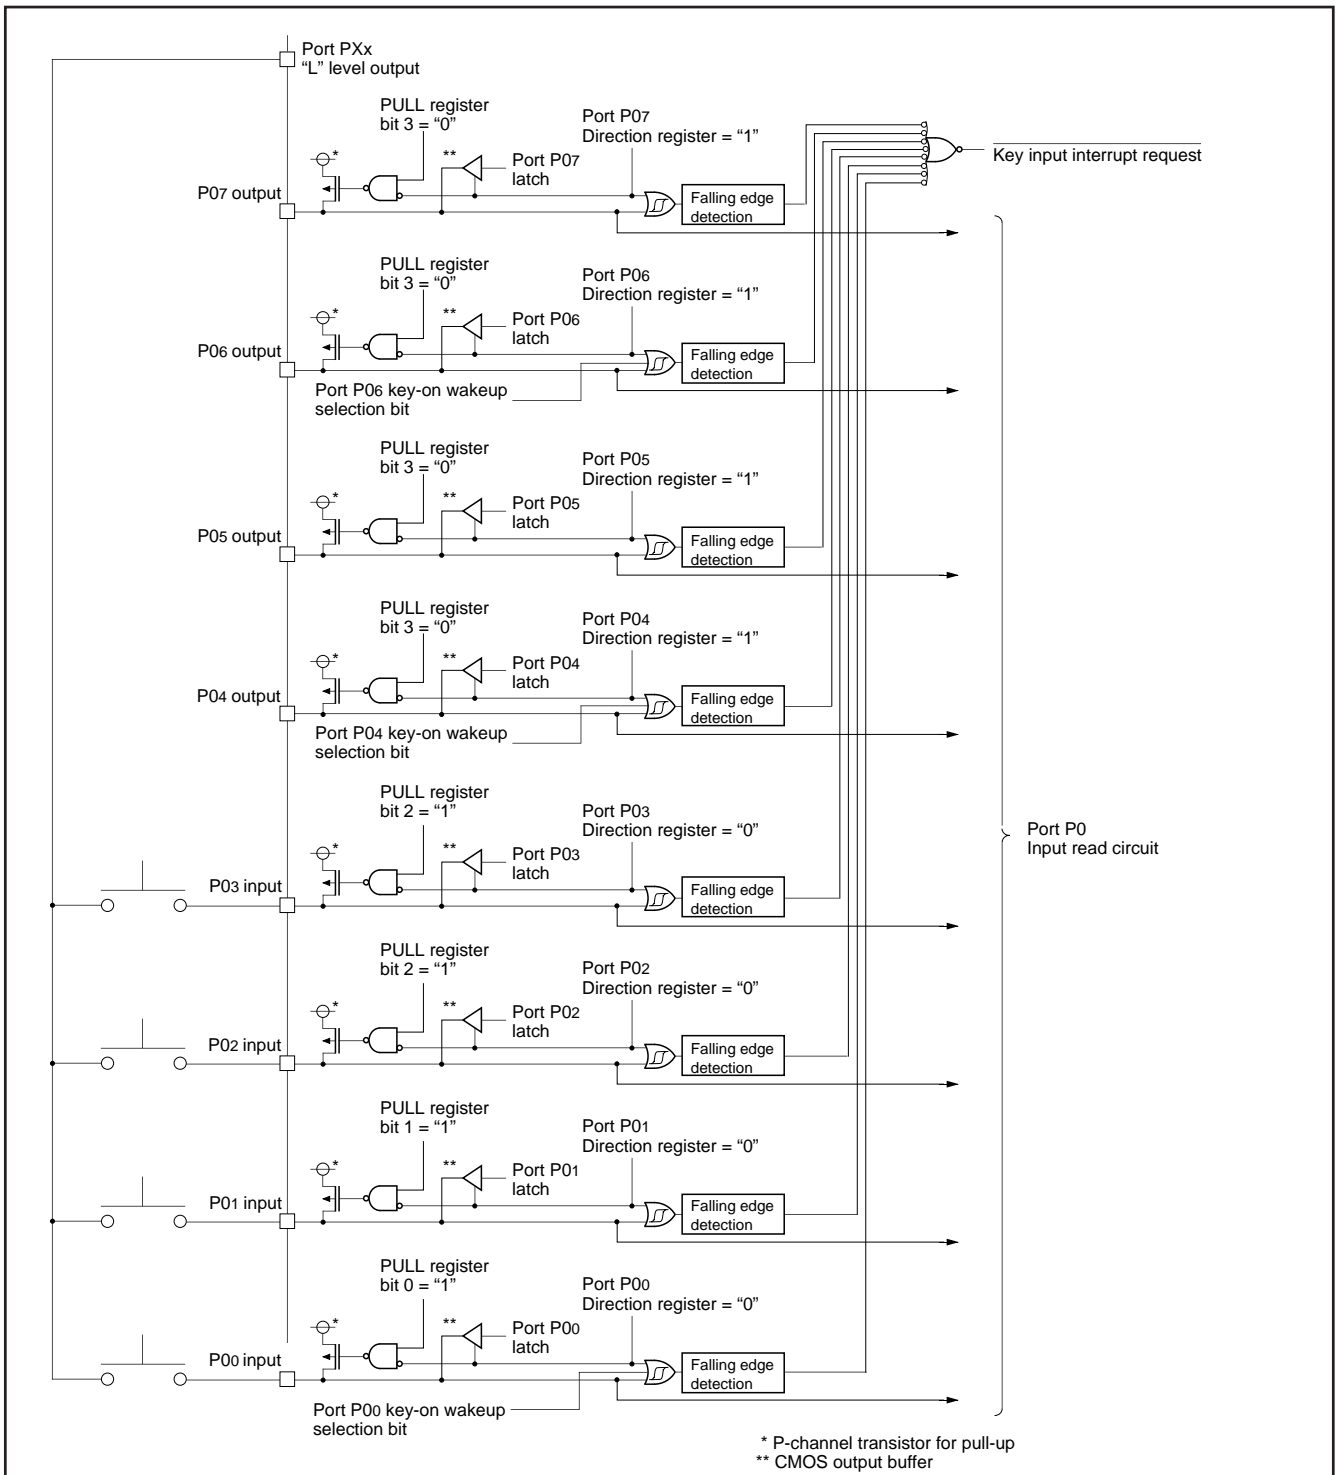 Port PXx
“L” level output
PULL register
bit 3 = “0”
Port P07
Direction register = “1”
*
**
Port P07
latch
Key input interrupt request
P07 output
Falling edge
detection
PULL register
bit 3 = “0”
Port P06
Direction register = “1”
*
**
Port P06
latch
P06 output
Falling edge
detection
Port P06 key-on wakeup
selection bit
PULL register
bit 3 = “0”
Port P05
Direction register = “1”
*
**
Port P05
latch
P05 output
Falling edge
detection
PULL register
bit 3 = “0”
Port P04
Direction register = “1”
*
**
Port P04
latch
P04 output
Falling edge
detection
Port P04 key-on wakeup
selection bit
PULL register
bit 2 = “1”
Port P03
Direction register = “0”
*
**
Port P03
latch
Port P0
Input read circuit
P03 input
Falling edge
detection
PULL register
bit 2 = “1”
Port P02
Direction register = “0”
*
**
Port P02
latch
P02 input
Falling edge
detection
PULL register
bit 1 = “1”
Port P01
Direction register = “0”
*
**
Port P01
latch
P01 input
Falling edge
detection
PULL register
bit 0 = “1”
Port P00
Direction register = “0”
*
**
Port P00
latch
P00 input
Falling edge
detection
Port P00 key-on wakeup
selection bit
* P-channel transistor for pull-up
** CMOS output buffer